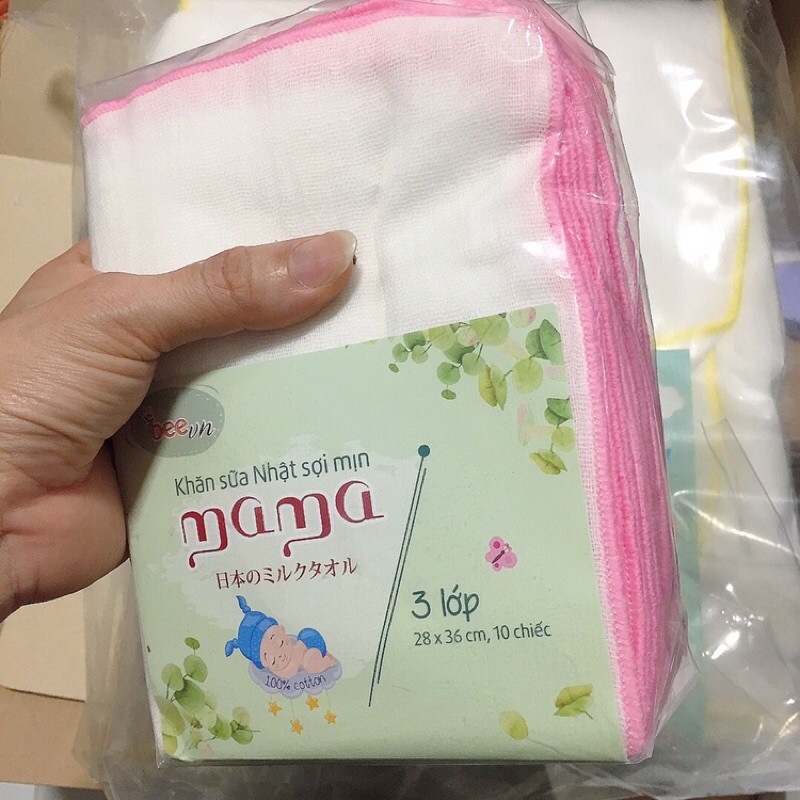 beevn
Khăn sữa Nhật sợi mịn
mama
日本のミルクタオル
3 lớp
28 x 36 cm, 10 chiếc
100% cotton